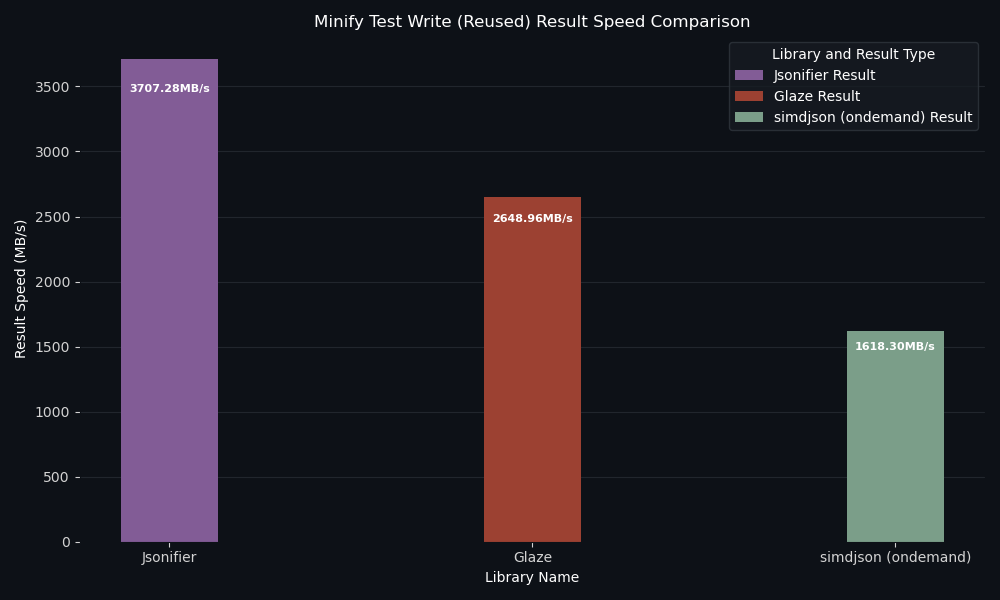 Minify Test Write (Reused) Result Speed Comparison
Library and Result Type
Jsonifier Result
Glaze Result
simdjson (ondemand) Result
Result Speed (MB/s)
3500
3000
2500
2000
1500
1000
500
0
3707.28MB/s
2648.96MB/s
1618.30MB/s
Jsonifier
Glaze
simdjson (ondemand)
Library Name